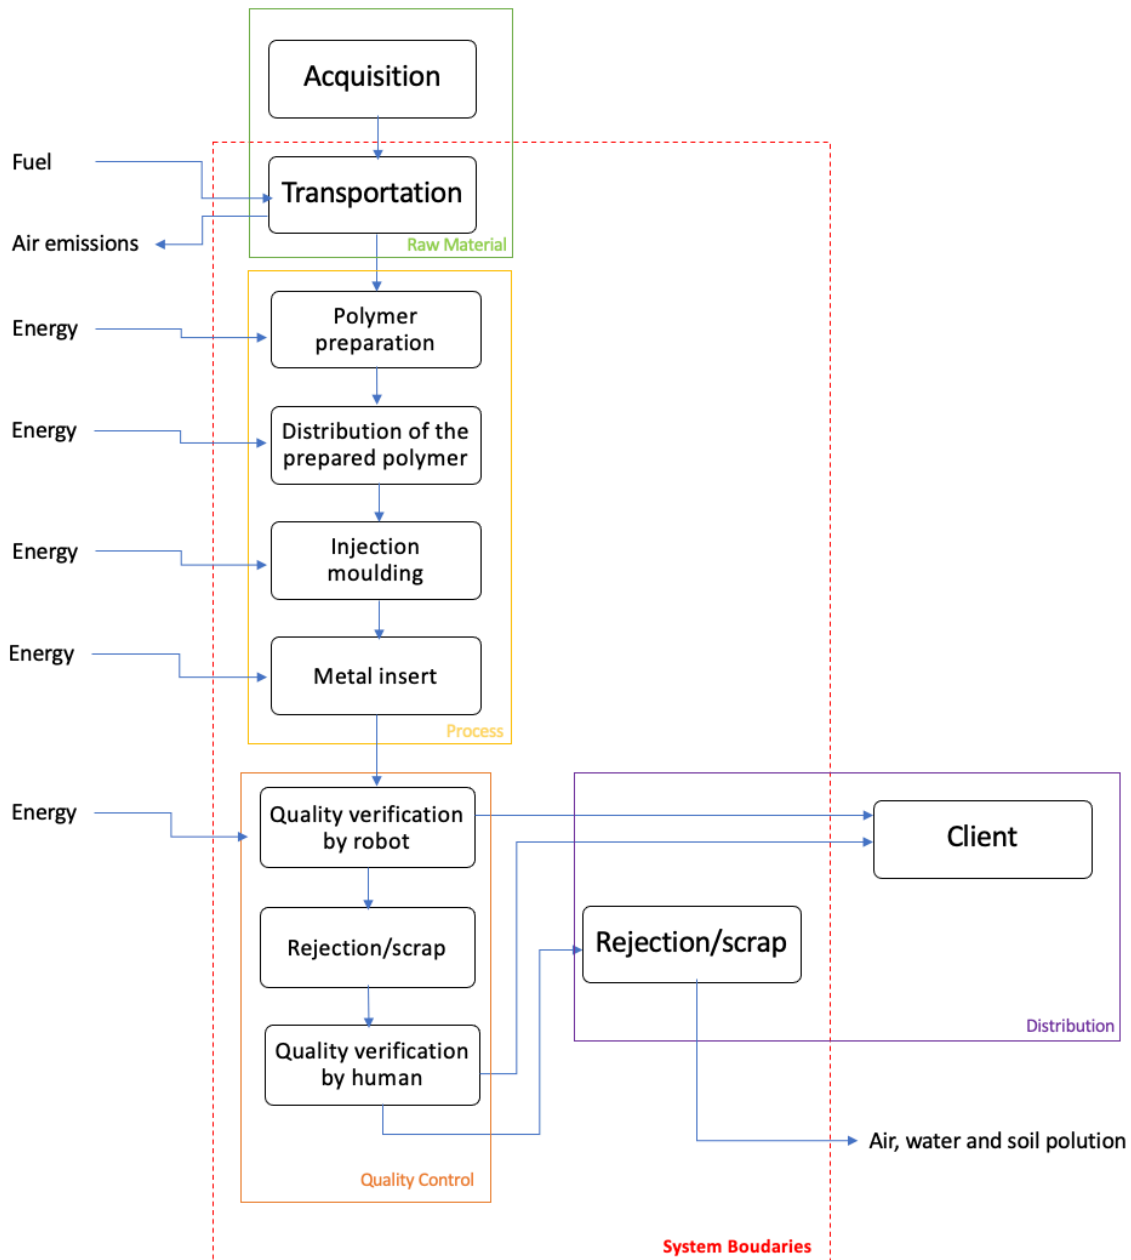 Acquisition
Fuel
Transportation
Air emissions
Raw Material
Energy
Polymer
preparation
Energy
Distribution of the
prepared polymer
Energy
Injection
moulding
Energy
Metal insert
Process
Energy
Quality verification
by robot
Client
Rejection/scrap
Rejection/scrap
Distribution
Quality verification
by human
Air, water and soil polution
Quality Control
System Boudaries